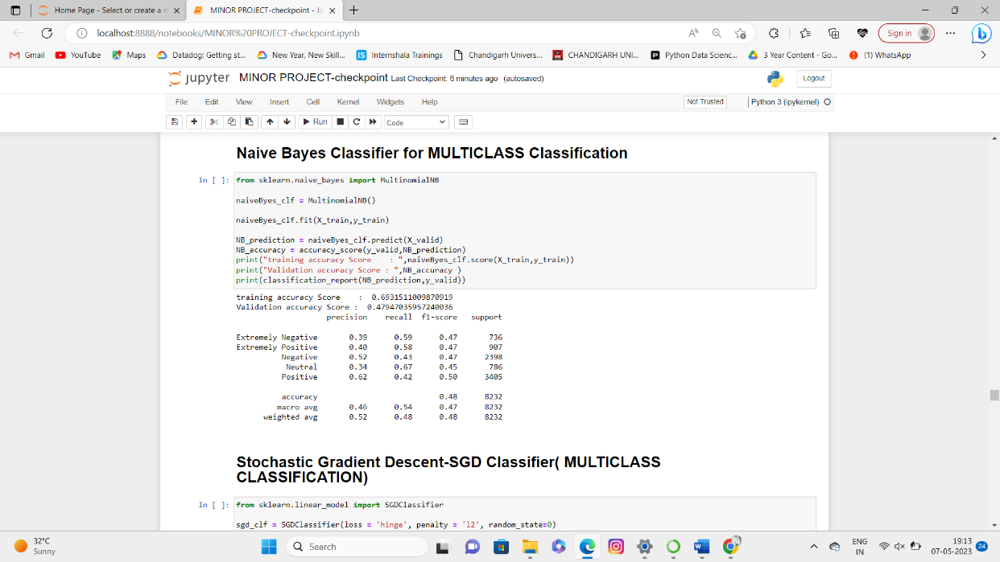 Home Page - Select or create a n
MINOR PROJECT-checkpoint - Ju
localhost:8888/notebooks/MINOR%20PROJECT-checkpoint.ipynb
Sign in
Gmail YouTube Maps Datadog: Getting st... New Year, New Skill... Internshala Trainings Chandigarh Univers... CHANDIGARH UNI... Python Data Scienc... 3 Year Content - Go... (1) WhatsApp
jupyter MINOR PROJECT-checkpoint Last Checkpoint: 6 minutes ago (autosaved) Logout
File Edit View Insert Cell Kernel Widgets Help Not Trusted Python 3 (ipykernel)
Run Code
Naive Bayes Classifier for MULTICLASS Classification
In [ ]: from sklearn.naive_bayes import MultinomialNB
naiveByes_clf = MultinomialNB()
naiveByes_clf.fit(X_train,y_train)
NB_prediction = naiveByes_clf.predict(X_valid)
NB_accuracy = accuracy_score(y_valid,NB_prediction)
print("training accuracy Score    : ",naiveByes_clf.score(X_train,y_train))
print("Validation accuracy Score : ",NB_accuracy )
print(classification_report(NB_prediction,y_valid))
training accuracy Score    :  0.6931511009870919
Validation accuracy Score :  0.47947035957240036
precision recall f1-score support
Extremely Negative 0.39 0.59 0.47 736
Extremely Positive 0.40 0.58 0.47 907
Negative 0.52 0.43 0.47 2398
Neutral 0.34 0.67 0.45 786
Positive 0.62 0.42 0.50 3405
accuracy 0.48 8232
macro avg 0.46 0.54 0.47 8232
weighted avg 0.52 0.48 0.48 8232
Stochastic Gradient Descent-SGD Classifier( MULTICLASS
CLASSIFICATION)
In [ ]: from sklearn.linear_model import SGDClassifier
sgd_clf = SGDClassifier(loss = 'hinge', penalty = 'l2', random_state=0)
32°C
Sunny
Search
ENG
IN
19:13
07-05-2023
24